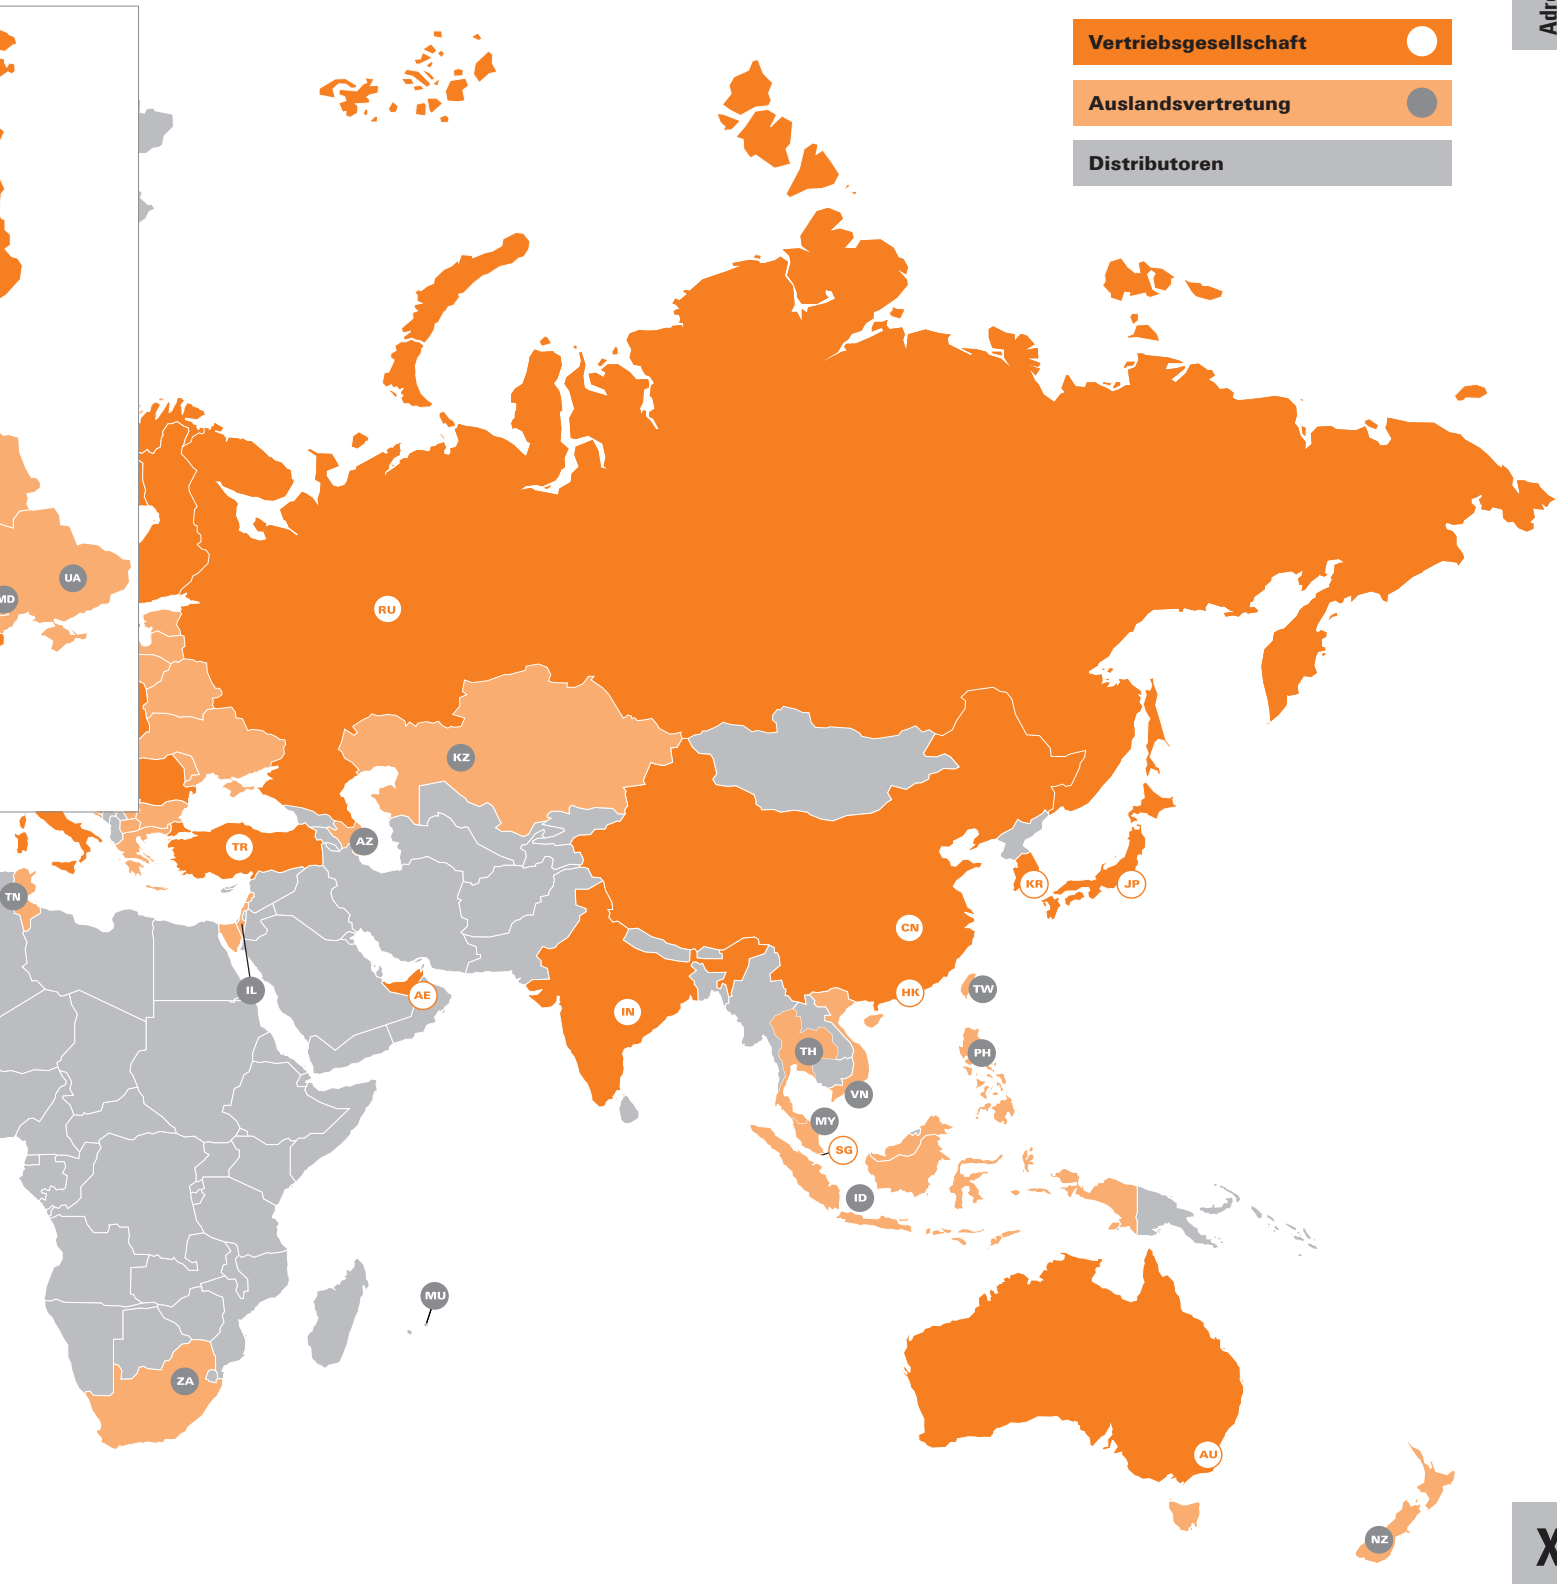 Vertriebsgesellschaft
Auslandsvertretung
Distributoren
UA
MD
RU
KZ
TR
AZ
TN
KR
JP
CN
IL
AE
HK
TW
IN
TH
PH
VN
MY
SG
ID
MU
ZA
AU
NZ
X